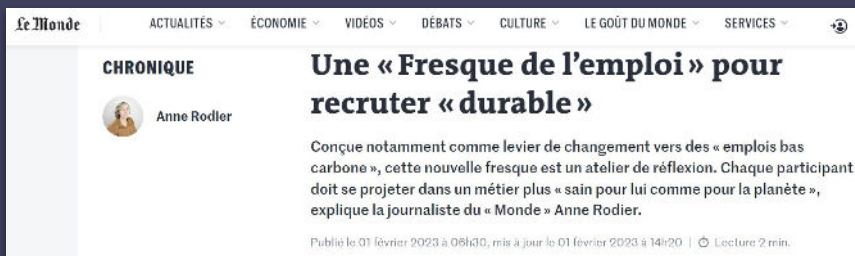 Le Monde
ACTUALITÉS
ÉCONOMIE
VIDÉOS
DÉBATS
CULTURE
LE GOÛT DU MONDE
SERVICES
CHRONIQUE
Anne Rodier
Une « Fresque de l'emploi » pour
recruter « durable »
Conçue notamment comme levier de changement vers des « emplois bas
carbone », cette nouvelle fresque est un atelier de réflexion. Chaque participant
doit se projeter dans un métier plus « sain pour lui comme pour la planète »,
explique la journaliste du « Monde » Anne Rodier.
Publié le 01 février 2023 à 06h30, mis à jour le 01 février 2023 à 14h20 | Lecture 2 min.